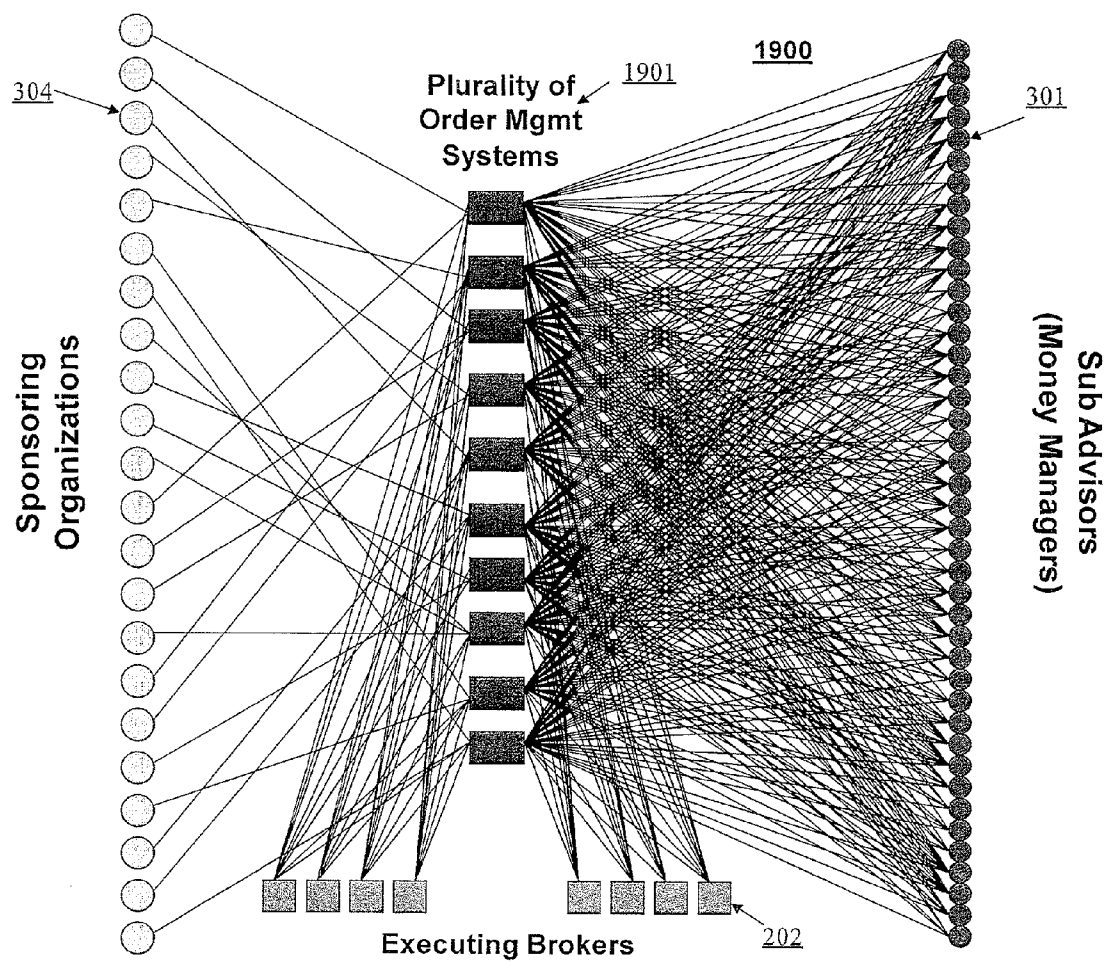 1900
1901
Plurality of
Order Mgmt
Systems
304
301
Sponsoring
Organizations
Sub Advisors
(Money Managers)
Executing Brokers
202